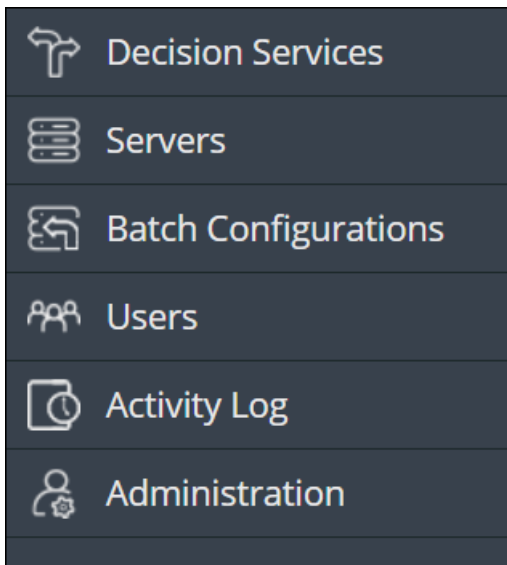 Decision Services
Servers
Batch Configurations
Users
Activity Log
Administration